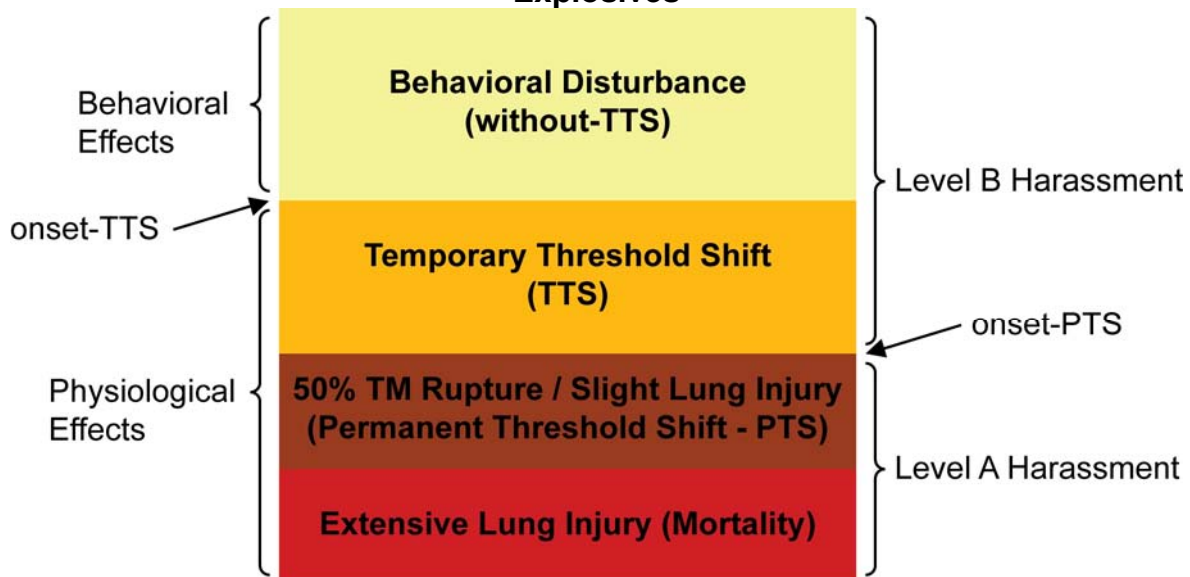 Explosives
Behavioral Disturbance
(without-TTS)
Behavioral
Effects
Level B Harassment
onset-TTS
Temporary Threshold Shift
(TTS)
onset-PTS
50% TM Rupture / Slight Lung Injury
(Permanent Threshold Shift - PTS)
Physiological
Effects
Level A Harassment
Extensive Lung Injury (Mortality)